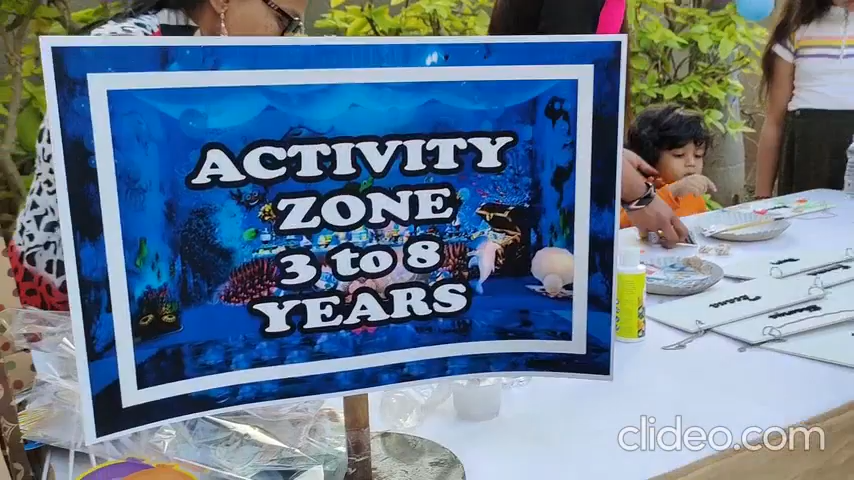 ACTIVITY
ZONE
3 to 8
YEARS
clideo.com